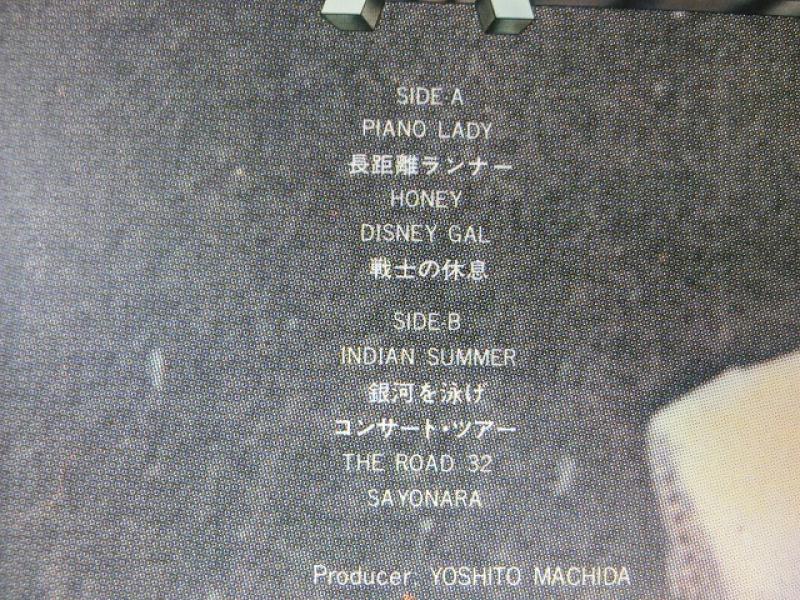 SIDE-A
PIANO LADY
長距離ランナー
HONEY
DISNEY GAL
戦士の休息
SIDE-B
INDIAN SUMMER
銀河を泳げ
コンサート・ツアー
THE ROAD 32
SAYONARA
Producer: YOSHITO MACHIDA